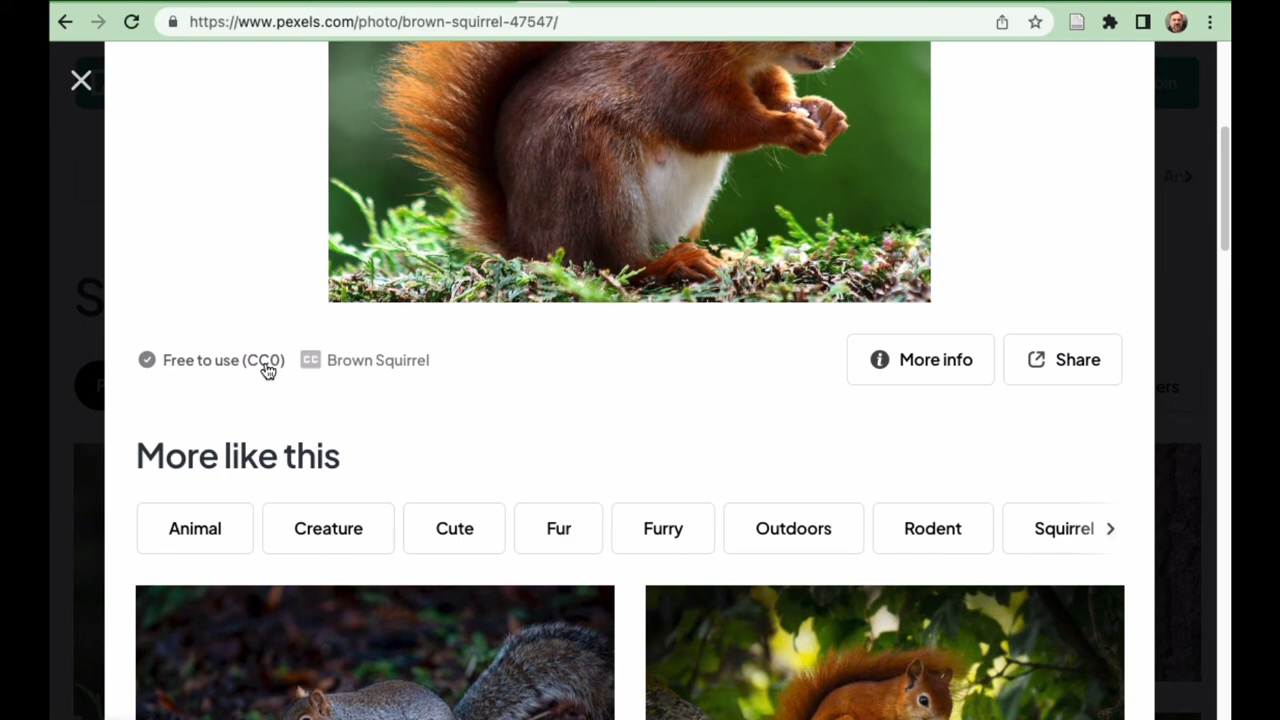 https://www.pexels.com/photo/brown-squirrel-47547/
Free to use (CC0) CC Brown Squirrel More info Share
More like this
Animal Creature Cute Fur Furry Outdoors Rodent Squirrel